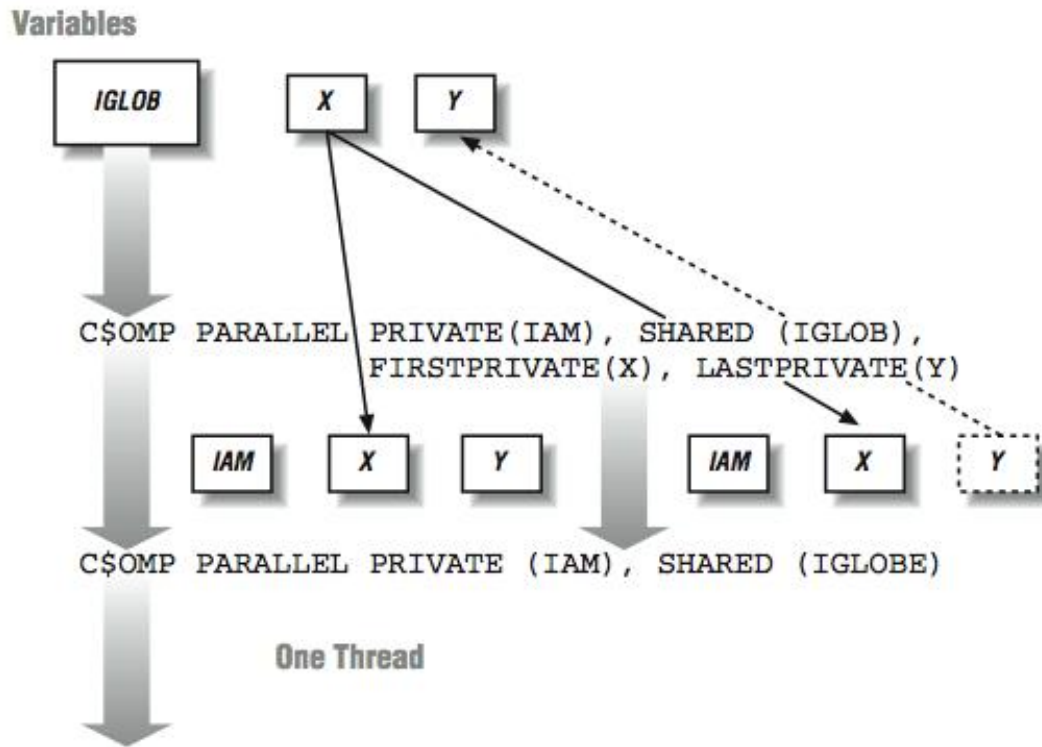 Variables
IGLOB X Y
C$OMP PARALLEL PRIVATE(IAM), SHARED (IGLOB),
FIRSTPRIVATE(X), LASTPRIVATE(Y)
IAM X Y IAM X Y
C$OMP PARALLEL PRIVATE (IAM), SHARED (IGLOBE)
One Thread